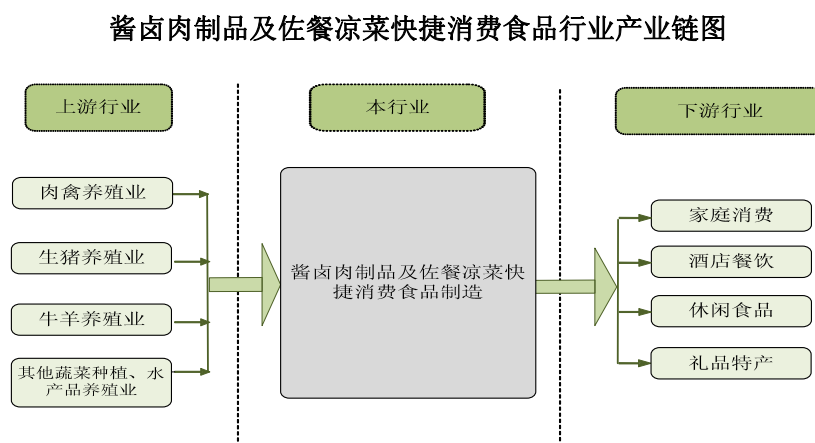 酱卤肉制品及佐餐凉菜快捷消费食品行业产业链图
上游行业
本行业
下游行业
肉禽养殖业
生猪养殖业
牛羊养殖业
其他蔬菜种植、水
产品养殖业
酱卤肉制品及佐餐凉菜快
捷消费食品制造
家庭消费
酒店餐饮
休闲食品
礼品特产